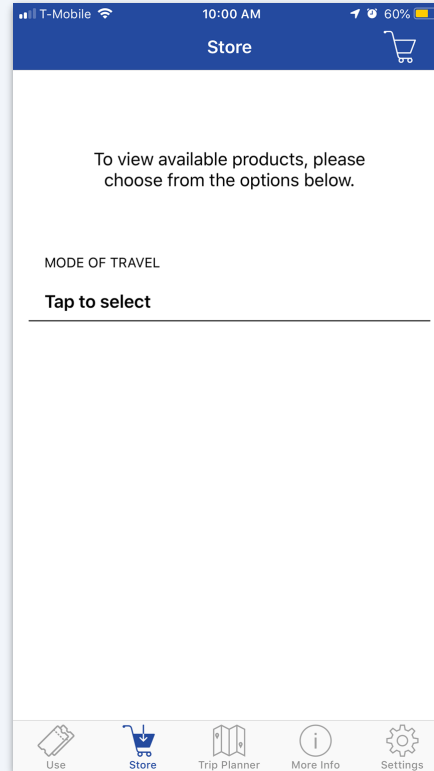 T-Mobile 10:00 AM 60%
Store
To view available products, please
choose from the options below.
MODE OF TRAVEL
Tap to select
Use Store Trip Planner More Info Settings